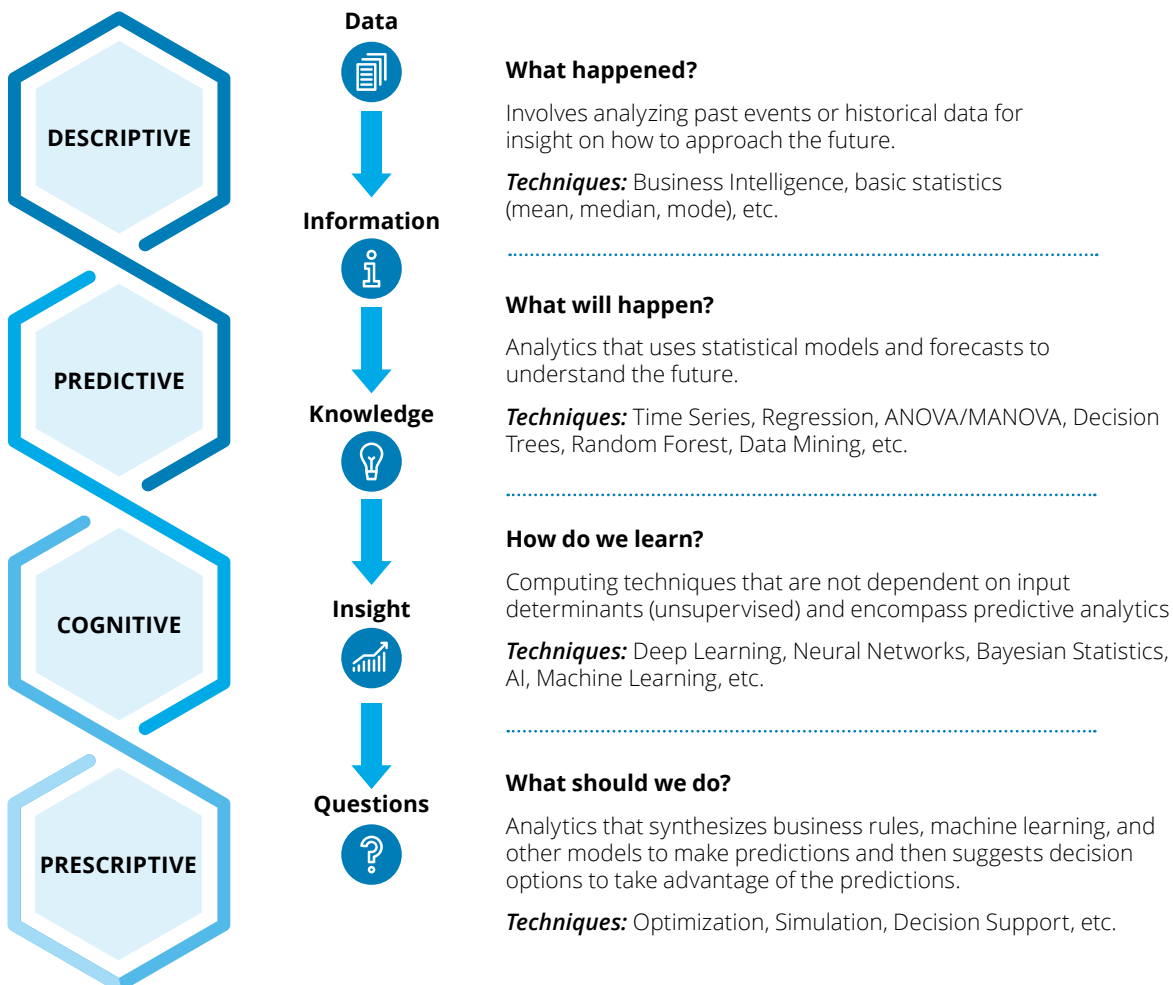 DESCRIPTIVE
PREDICTIVE
COGNITIVE
PRESCRIPTIVE
Data
Information
Knowledge
Insight
Questions
What happened?
Involves analyzing past events or historical data for
insight on how to approach the future.
Techniques: Business Intelligence, basic statistics
(mean, median, mode), etc.
What will happen?
Analytics that uses statistical models and forecasts to
understand the future.
Techniques: Time Series, Regression, ANOVA/MANOVA, Decision
Trees, Random Forest, Data Mining, etc.
How do we learn?
Computing techniques that are not dependent on input
determinants (unsupervised) and encompass predictive analytics
Techniques: Deep Learning, Neural Networks, Bayesian Statistics,
AI, Machine Learning, etc.
What should we do?
Analytics that synthesizes business rules, machine learning, and
other models to make predictions and then suggests decision
options to take advantage of the predictions.
Techniques: Optimization, Simulation, Decision Support, etc.